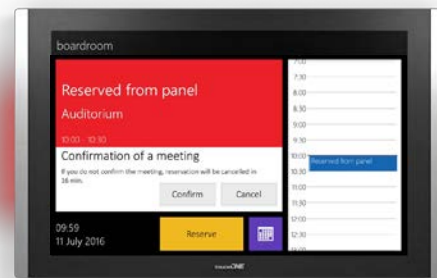 boardroom
Reserved from panel
Auditorium
10:00 - 10:30
Confirmation of a meeting
If you do not confirm the meeting, reservation will be cancelled in
16 min.
Confirm
Cancel
09:59
11 July 2016
Reserve
7:00
7:30
8:00
8:30
9:00
9:30
10:00
Reserved from panel
10:30
11:00
11:30
12:00
12:30
touchONE